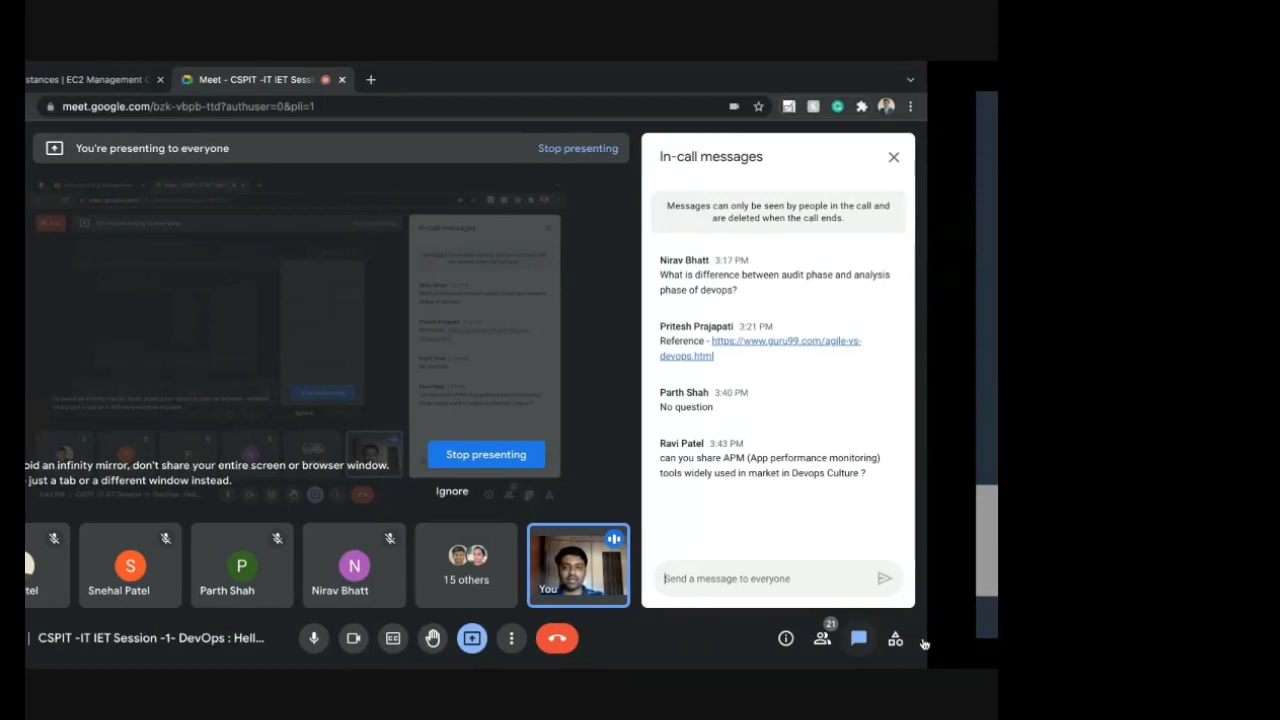 stances | EC2 Management C
Meet - CSPIT -IT IET Sess
meet.google.com/bzk-vbpb-ttd?authuser=0&pli=1
You're presenting to everyone
Stop presenting
In-call messages
Messages can only be seen by people in the call and
are deleted when the call ends.
Nirav Bhatt 3:17 PM
What is difference between audit phase and analysis
phase of devops?
Pritesh Prajapati 3:21 PM
Reference - https://www.guru99.com/agile-vs-
devops.html
Parth Shah 3:40 PM
No question
Ravi Patel 3:43 PM
can you share APM (App performance monitoring)
tools widely used in market in Devops Culture ?
Send a message to everyone
In-call messages
Stop presenting
Ignore
oid an infinity mirror, don't share your entire screen or browser window.
just a tab or a different window instead.
tel
Snehal Patel
S
Parth Shah
P
Nirav Bhatt
N
15 others
You
CSPIT -IT IET Session -1- DevOps : Hell...
21